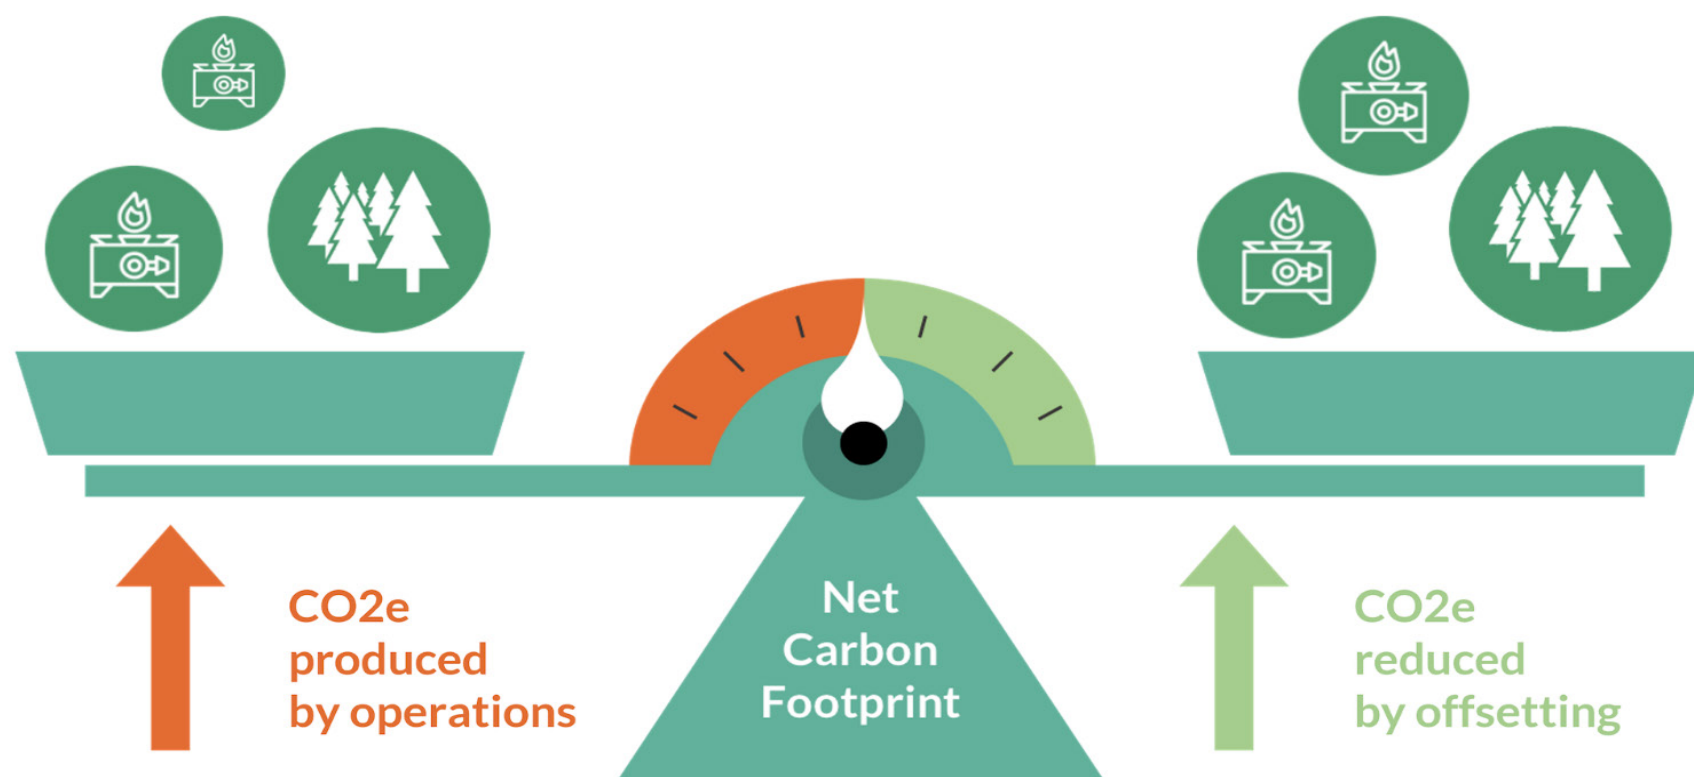 CO2e
produced
by operations
Net
Carbon
Footprint
CO2e
reduced
by offsetting